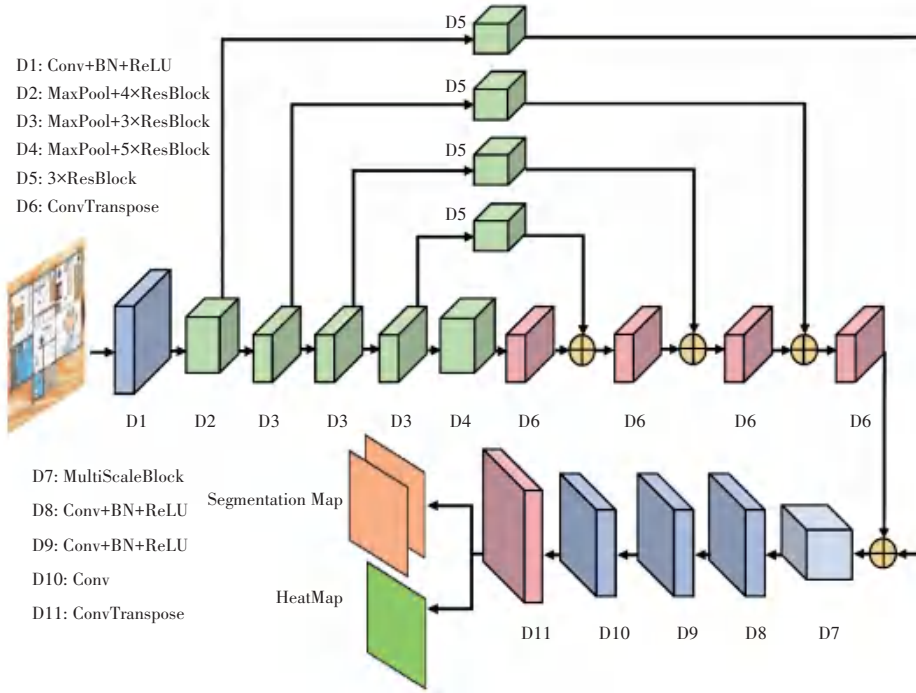 D5
D1: Conv+BN+ReLU
D2: MaxPool+4×ResBlock
D3: MaxPool+3×ResBlock
D4: MaxPool+5×ResBlock
D5: 3×ResBlock
D6: ConvTranspose
D5
D5
D5
D1 D2 D3 D3 D3 D4 D6 D6 D6 D6
D7: MultiScaleBlock
D8: Conv+BN+ReLU
D9: Conv+BN+ReLU
D10: Conv
D11: ConvTranspose
Segmentation Map
HeatMap
D11 D10 D9 D8 D7